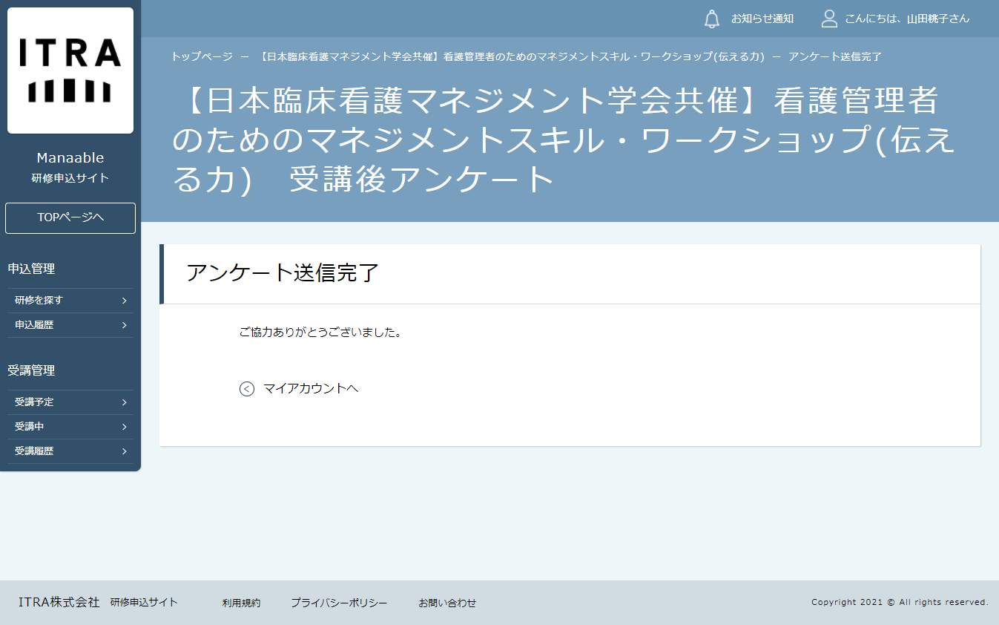 ITRA
Manaable
研修申込サイト
TOPページへ
申込管理
研修を探す
申込履歴
受講管理
受講予定
受講中
受講履歴
お知らせ通知
こんにちは、山田桃子さん
トップページ － 【日本臨床看護マネジメント学会共催】看護管理者のためのマネジメントスキル・ワークショップ(伝える力) － アンケート送信完了
【日本臨床看護マネジメント学会共催】看護管理者
のためのマネジメントスキル・ワークショップ(伝え
る力)　受講後アンケート
アンケート送信完了
ご協力ありがとうございました。
マイアカウントへ
ITRA株式会社 研修申込サイト 利用規約 プライバシーポリシー お問い合わせ Copyright 2021 © All rights reserved.